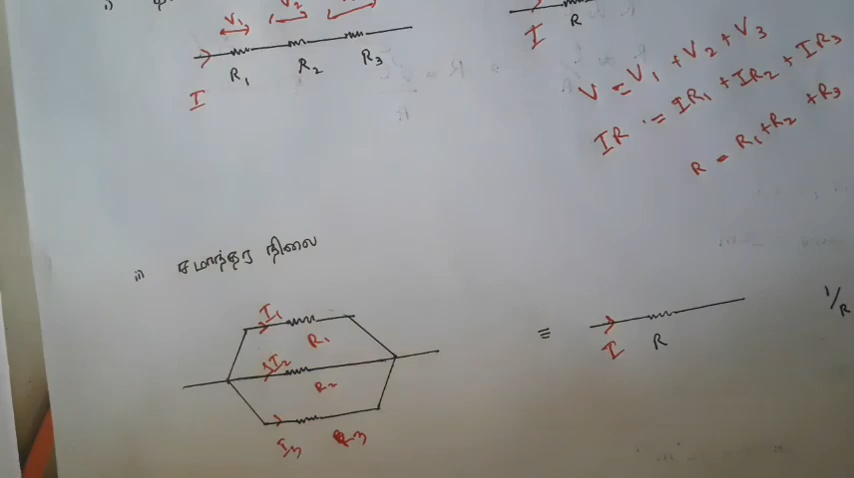 i)
V₁ V₂
I R₁ R₂ R₃
I R
V = V₁ + V₂ + V₃
IR = IR₁ + IR₂ + IR₃
R = R₁ + R₂ + R₃
ii) சமாந்தர நிலை
I₁ R₁
I₂ R₂
I₃ R₃
≡ I R
1/R